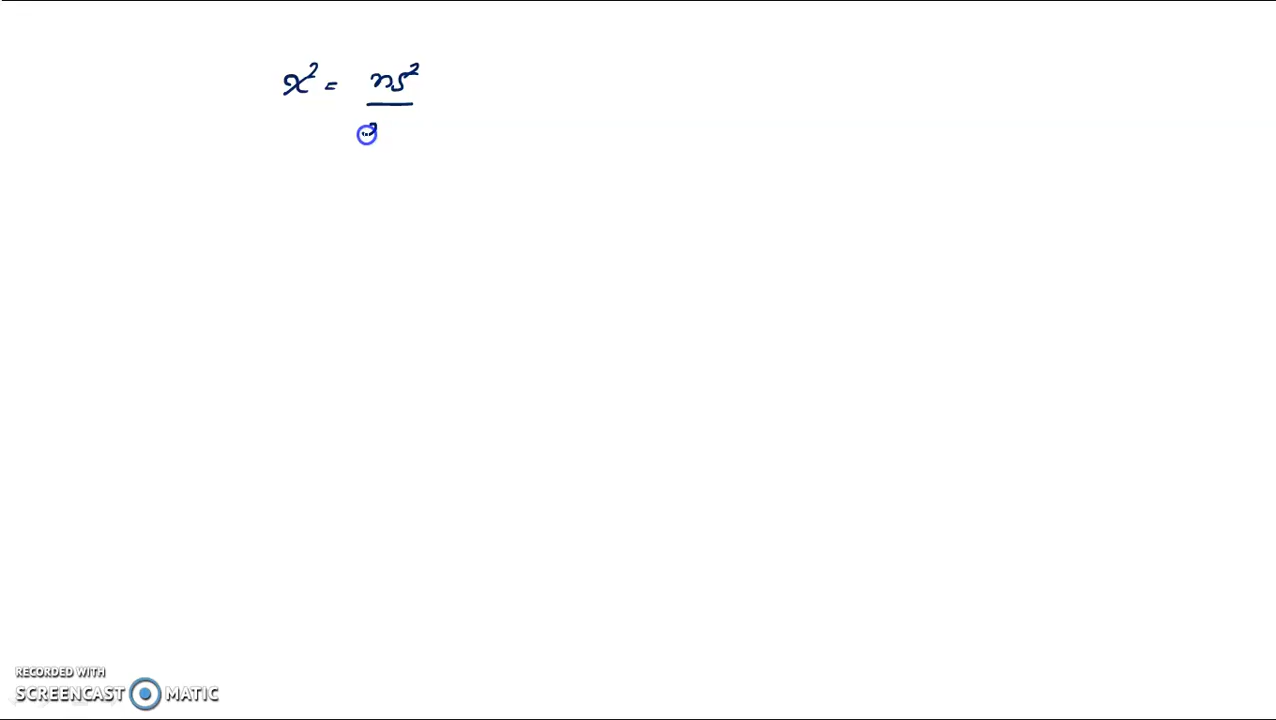 x² = ns²
RECORDED WITH
SCREENCAST MATIC